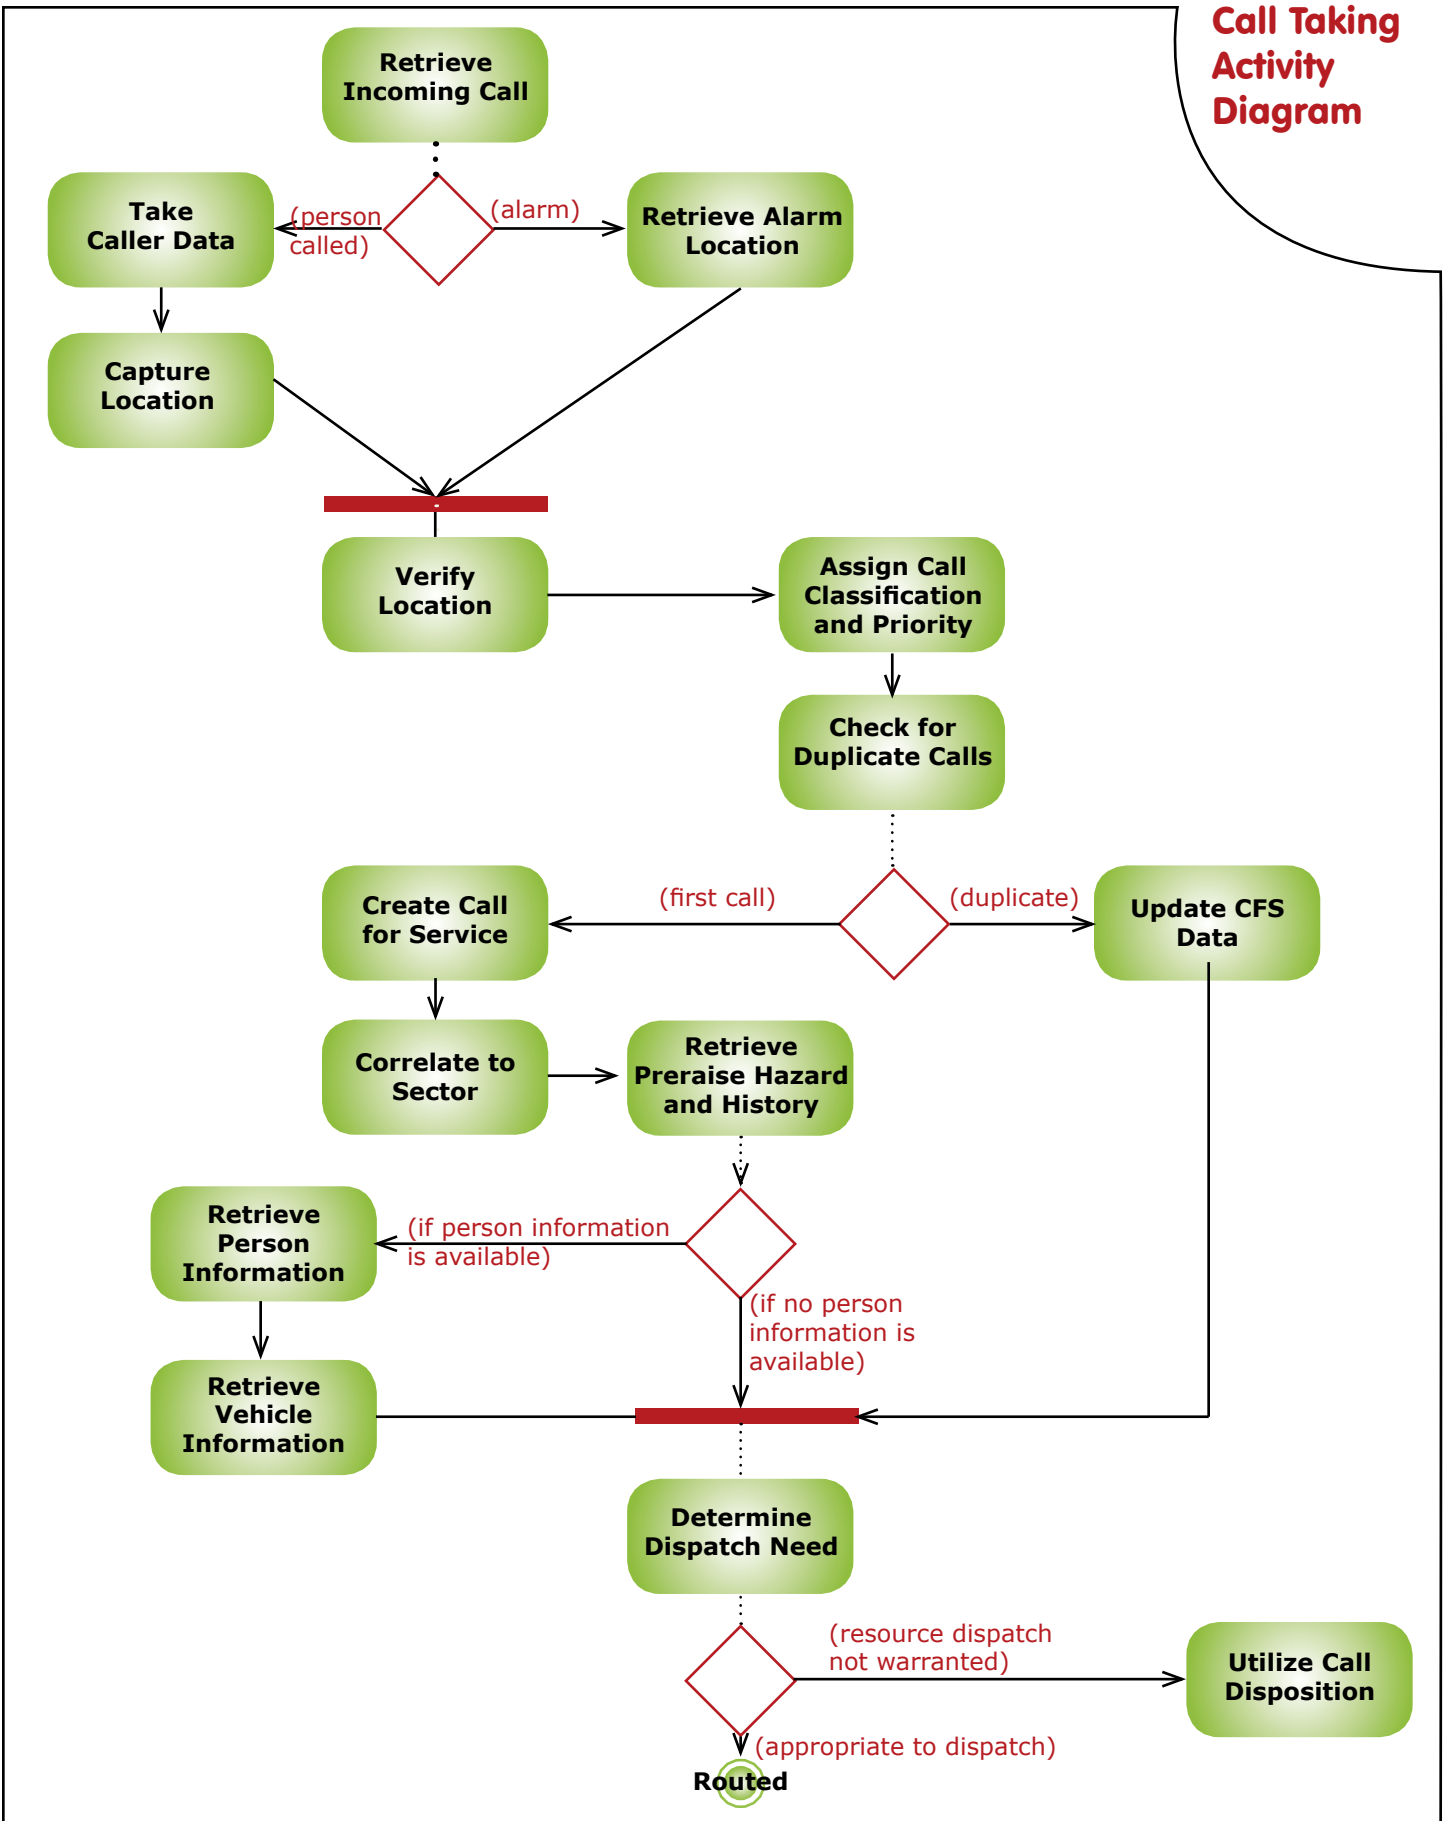 Call Taking
Activity
Diagram
Retrieve
Incoming Call
Take
Caller Data
(person
called)
(alarm)
Retrieve Alarm
Location
Capture
Location
Verify
Location
Assign Call
Classification
and Priority
Check for
Duplicate Calls
Create Call
for Service
(first call)
(duplicate)
Update CFS
Data
Correlate to
Sector
Retrieve
Preraise Hazard
and History
Retrieve
Person
Information
(if person information
is available)
(if no person
information is
available)
Retrieve
Vehicle
Information
Determine
Dispatch Need
(resource dispatch
not warranted)
Utilize Call
Disposition
(appropriate to dispatch)
Routed